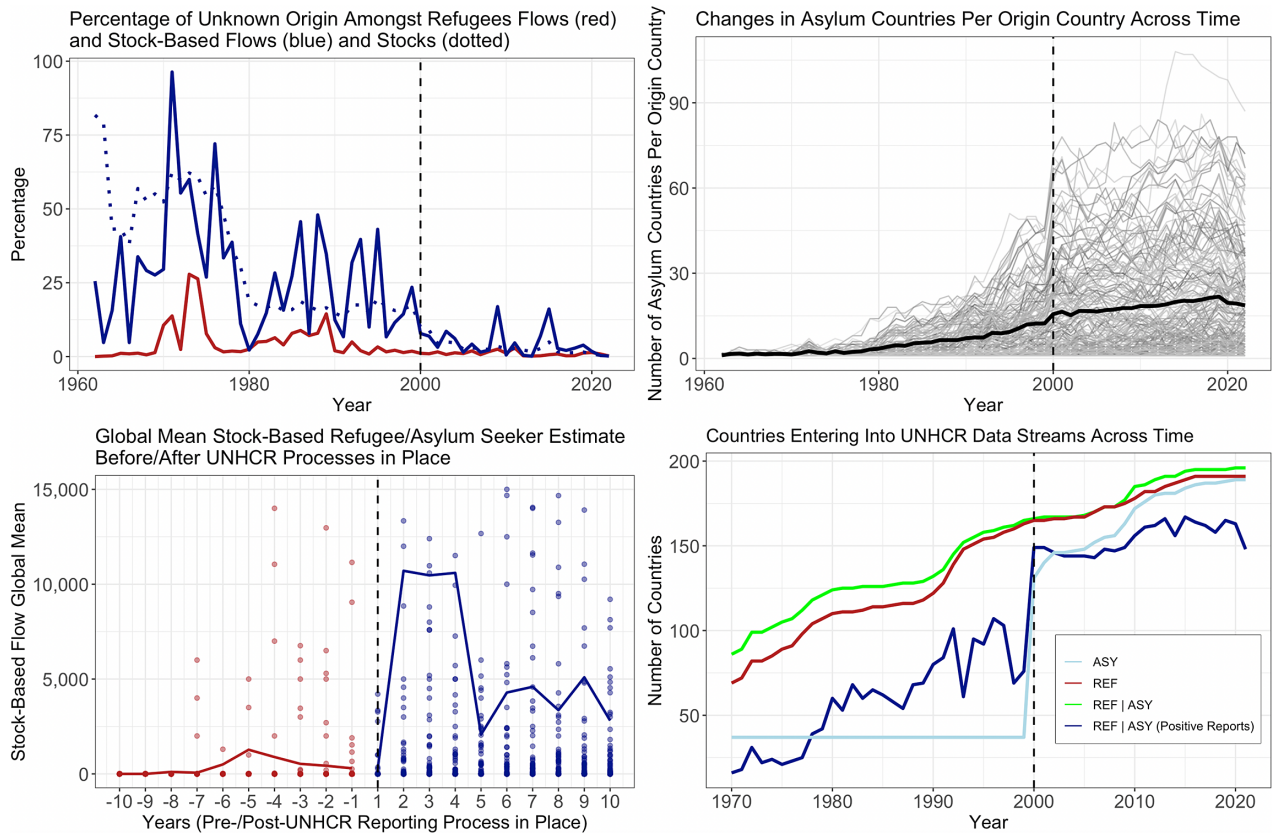 Percentage of Unknown Origin Amongst Refugees Flows (red)
and Stock-Based Flows (blue) and Stocks (dotted)
100
75
50
25
0
Percentage
1960
1980
2000
2020
Year
Changes in Asylum Countries Per Origin Country Across Time
Number of Asylum Countries Per Origin Country
90
60
30
0
1960
1980
2000
2020
Year
Global Mean Stock-Based Refugee/Asylum Seeker Estimate
Before/After UNHCR Processes in Place
Stock-Based Flow Global Mean
15,000
10,000
5,000
0
-10 -9 -8 -7 -6 -5 -4 -3 -2 -1 1 2 3 4 5 6 7 8 9 10
Years (Pre-/Post-UNHCR Reporting Process in Place)
Countries Entering Into UNHCR Data Streams Across Time
Number of Countries
200
150
100
50
ASY
REF
REF | ASY
REF | ASY (Positive Reports)
1970
1980
1990
2000
2010
2020
Year